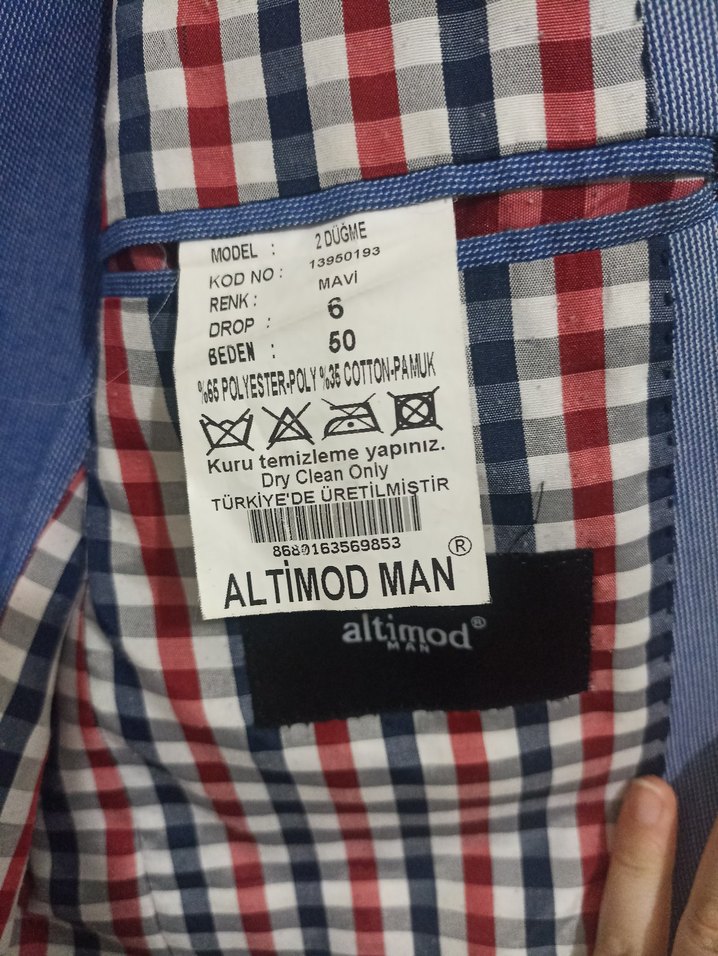 MODEL : 2 DÜĞME
KOD NO : 13950193
RENK : MAVİ
DROP : 6
BEDEN : 50
%65 POLYESTER-POLY %35 COTTON-PAMUK
Kuru temizleme yapınız.
Dry Clean Only
TÜRKİYE'DE ÜRETİLMİŞTİR
8680163569853
ALTİMOD MAN ®
altimod®
MAN